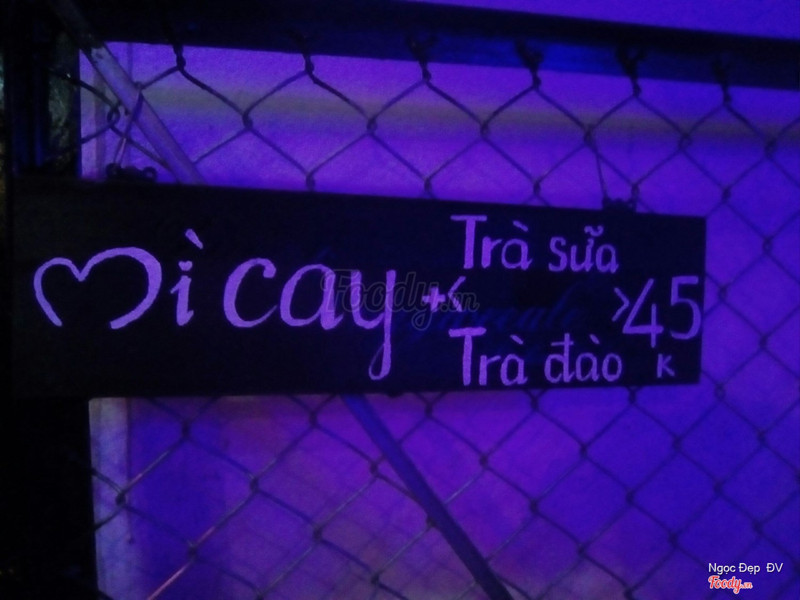 Mì cay + <
Trà sữa
Trà đào
> 45
K
Foody.vn
Ngọc Đẹp ĐV
Foody.vn